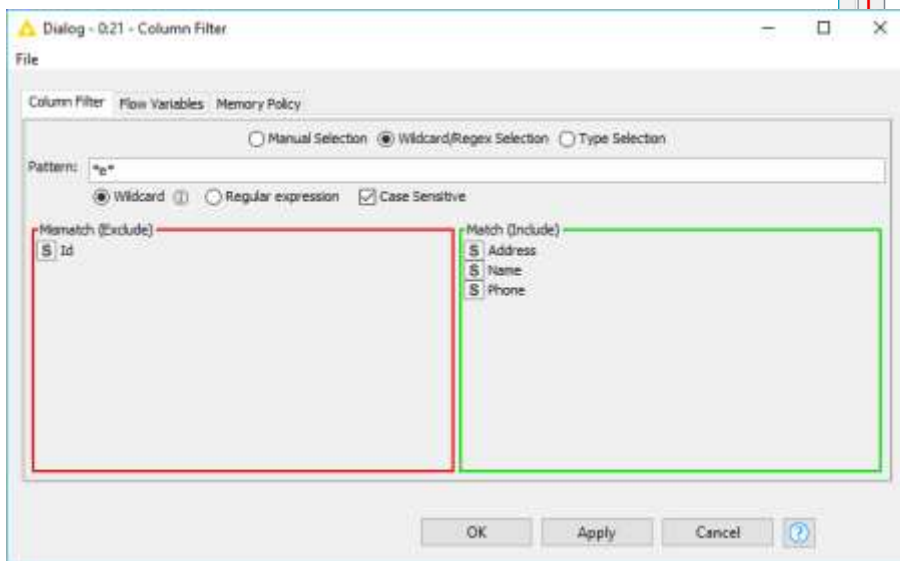 Dialog - 0:21 - Column Filter
File
Column Filter Flow Variables Memory Policy
Manual Selection Wildcard/Regex Selection Type Selection
Pattern: *e*
Wildcard Regular expression Case Sensitive
Mismatch (Exclude) Match (Include)
S Id S Address
S Name
S Phone
OK Apply Cancel ?